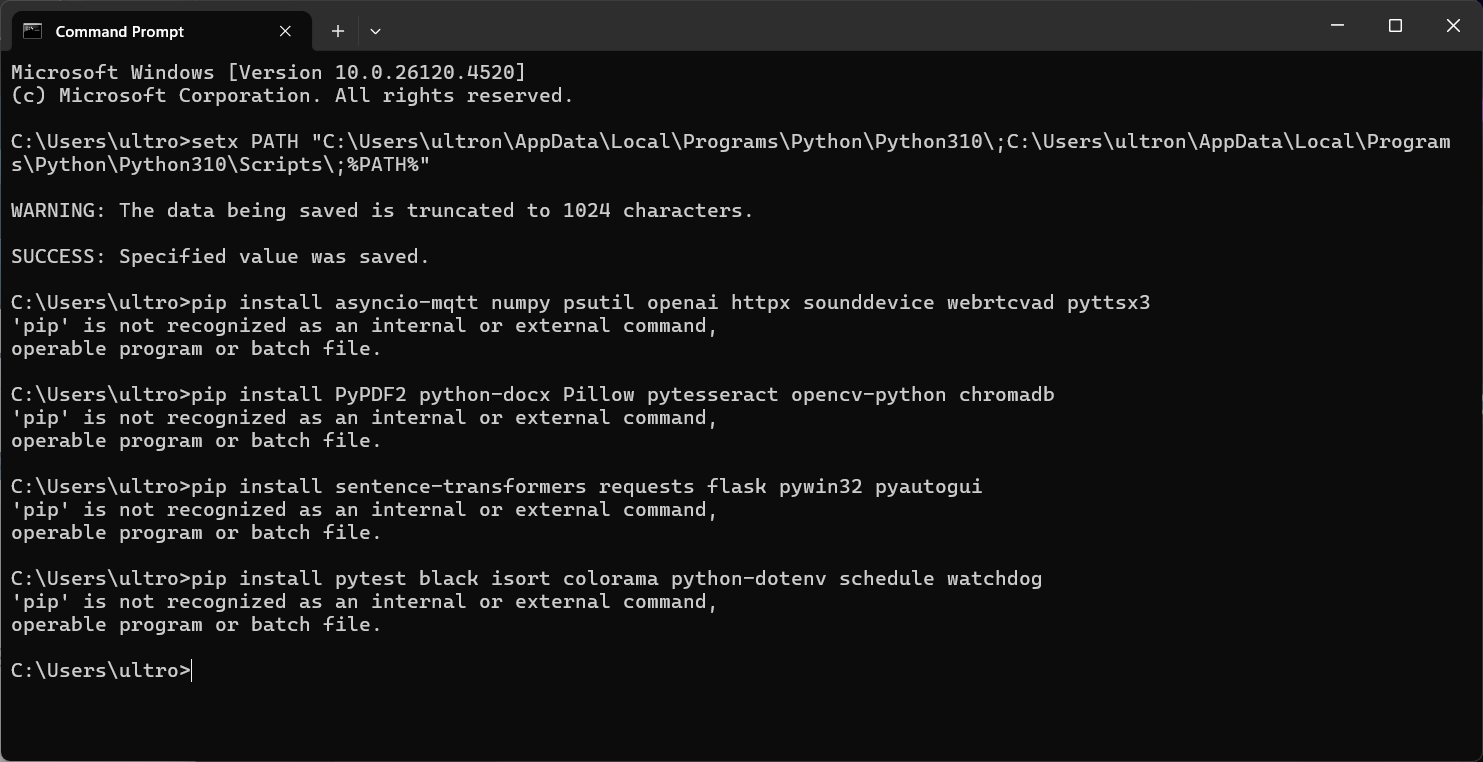 Command Prompt
Microsoft Windows [Version 10.0.26120.4520]
(c) Microsoft Corporation. All rights reserved.
C:\Users\ultro>setx PATH "C:\Users\ultron\AppData\Local\Programs\Python\Python310\;C:\Users\ultron\AppData\Local\Program
s\Python\Python310\Scripts\;%PATH%"
WARNING: The data being saved is truncated to 1024 characters.
SUCCESS: Specified value was saved.
C:\Users\ultro>pip install asyncio-mqtt numpy psutil openai httpx sounddevice webrtcvad pyttsx3
'pip' is not recognized as an internal or external command,
operable program or batch file.
C:\Users\ultro>pip install PyPDF2 python-docx Pillow pytesseract opencv-python chromadb
'pip' is not recognized as an internal or external command,
operable program or batch file.
C:\Users\ultro>pip install sentence-transformers requests flask pywin32 pyautogui
'pip' is not recognized as an internal or external command,
operable program or batch file.
C:\Users\ultro>pip install pytest black isort colorama python-dotenv schedule watchdog
'pip' is not recognized as an internal or external command,
operable program or batch file.
C:\Users\ultro>